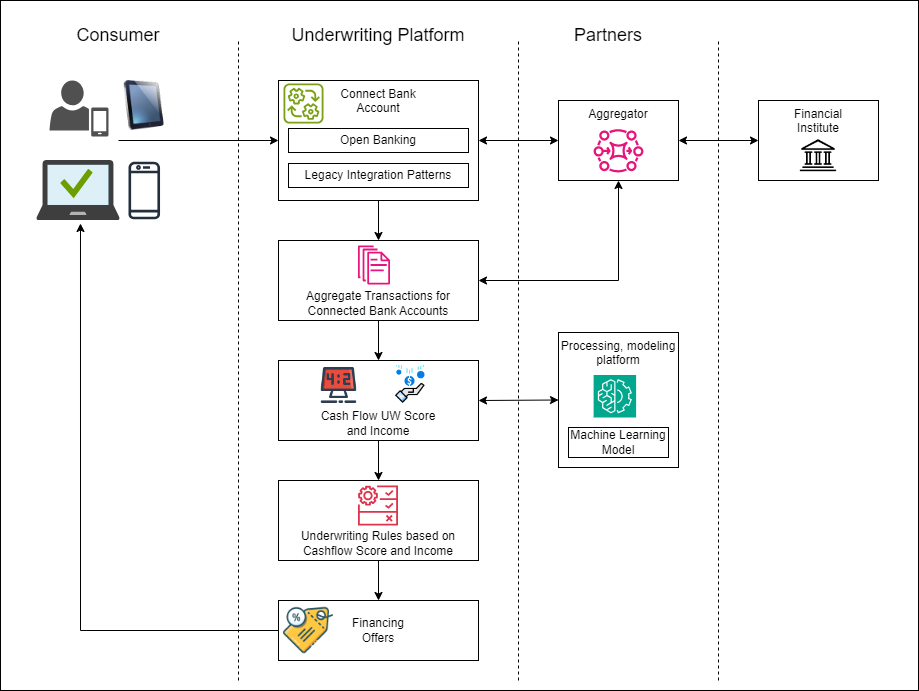 Consumer
Underwriting Platform
Partners
Connect Bank
Account
Open Banking
Legacy Integration Patterns
Aggregator
Financial
Institute
Aggregate Transactions for
Connected Bank Accounts
4:2
$
Cash Flow UW Score
and Income
Processing, modeling
platform
Machine Learning
Model
Underwriting Rules based on
Cashflow Score and Income
%
Financing
Offers